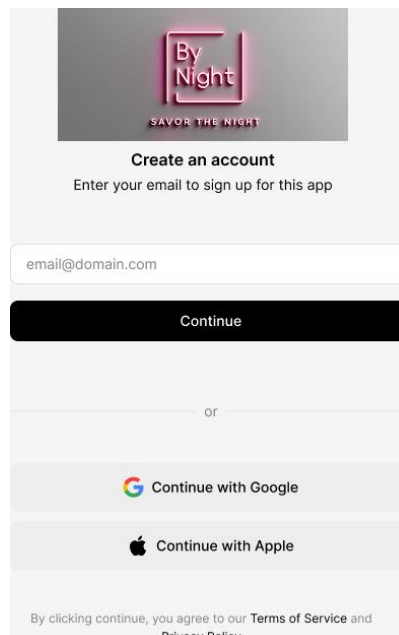 By
Night
SAVOR THE NIGHT
Create an account
Enter your email to sign up for this app
email@domain.com
Continue
or
Continue with Google
Continue with Apple
By clicking continue, you agree to our Terms of Service and
Privacy Policy